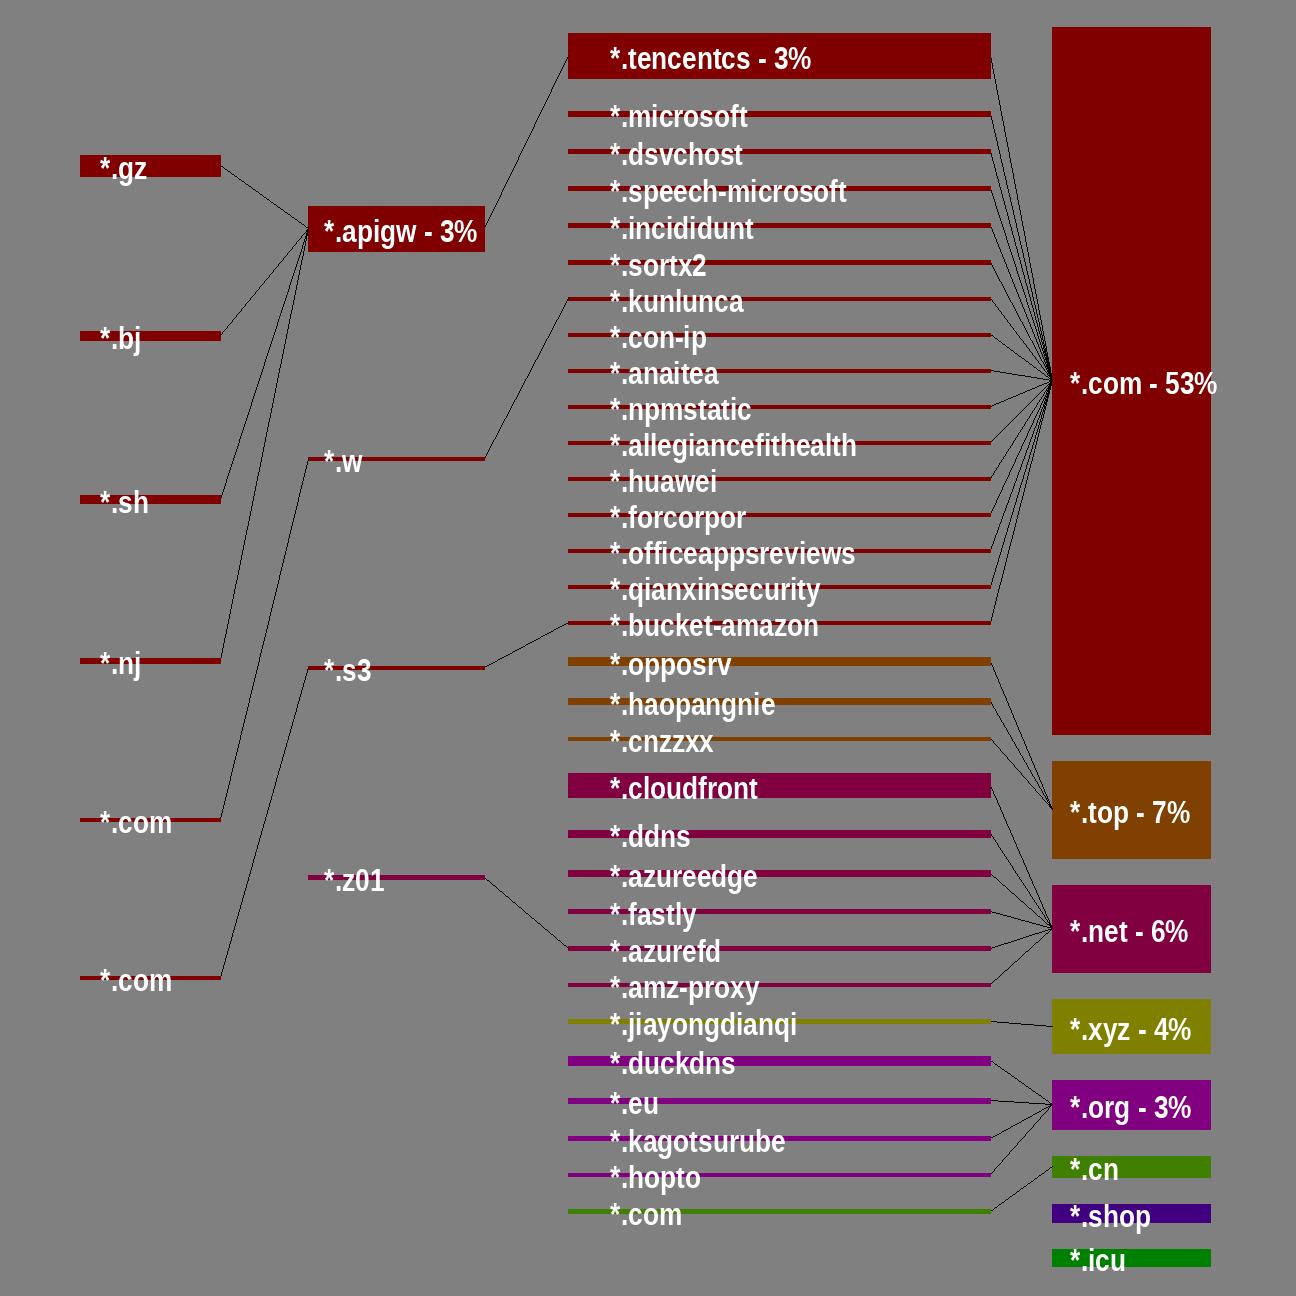 *.gz
*.bj
*.sh
*.nj
*.com
*.com
*.apigw - 3%
*.w
*.s3
*.z01
*.tencentcs - 3%
*.microsoft
*.dsvchost
*.speech-microsoft
*.incididunt
*.sortx2
*.kunlunca
*.con-ip
*.anaitea
*.npmstatic
*.allegiancefithealth
*.huawei
*.forcorpor
*.officeappsreviews
*.qianxinsecurity
*.bucket-amazon
*.opposrv
*.haopangnie
*.cnzzxx
*.cloudfront
*.ddns
*.azureedge
*.fastly
*.azurefd
*.amz-proxy
*.jiayongdianqi
*.duckdns
*.eu
*.kagotsurube
*.hopto
*.com
*.com - 53%
*.top - 7%
*.net - 6%
*.xyz - 4%
*.org - 3%
*.cn
*.shop
*.icu